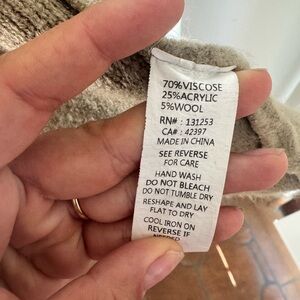 70%VISCOSE
25%ACRYLIC
5%WOOL
RN# : 131253
CA# : 42397
MADE IN CHINA
SEE REVERSE
FOR CARE
HAND WASH
DO NOT BLEACH
DO NOT TUMBLE DRY
RESHAPE AND LAY
FLAT TO DRY
COOL IRON ON
REVERSE IF
NEEDED